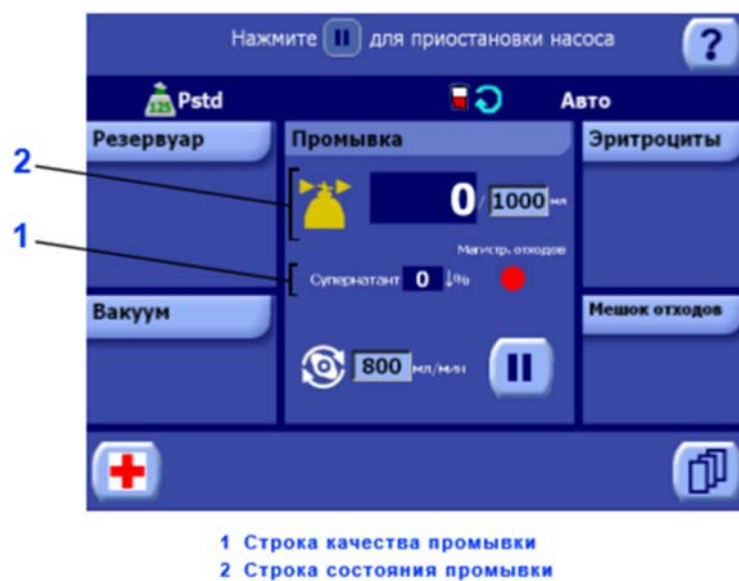 Нажмите для приостановки насоса
?
125 Pstd
Авто
Резервуар
Промывка
Эритроциты
2
0 / 1000 мл
1
Магистр. отходов
Супернатант 0 ↓%
Вакуум
Мешок отходов
800 мл/мин
1 Строка качества промывки
2 Строка состояния промывки